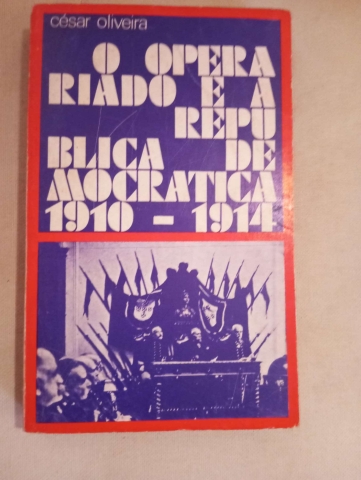 césar oliveira
O OPERA
RIADO E A
REPU
BLICA DE
MOCRATICA
1910 - 1914